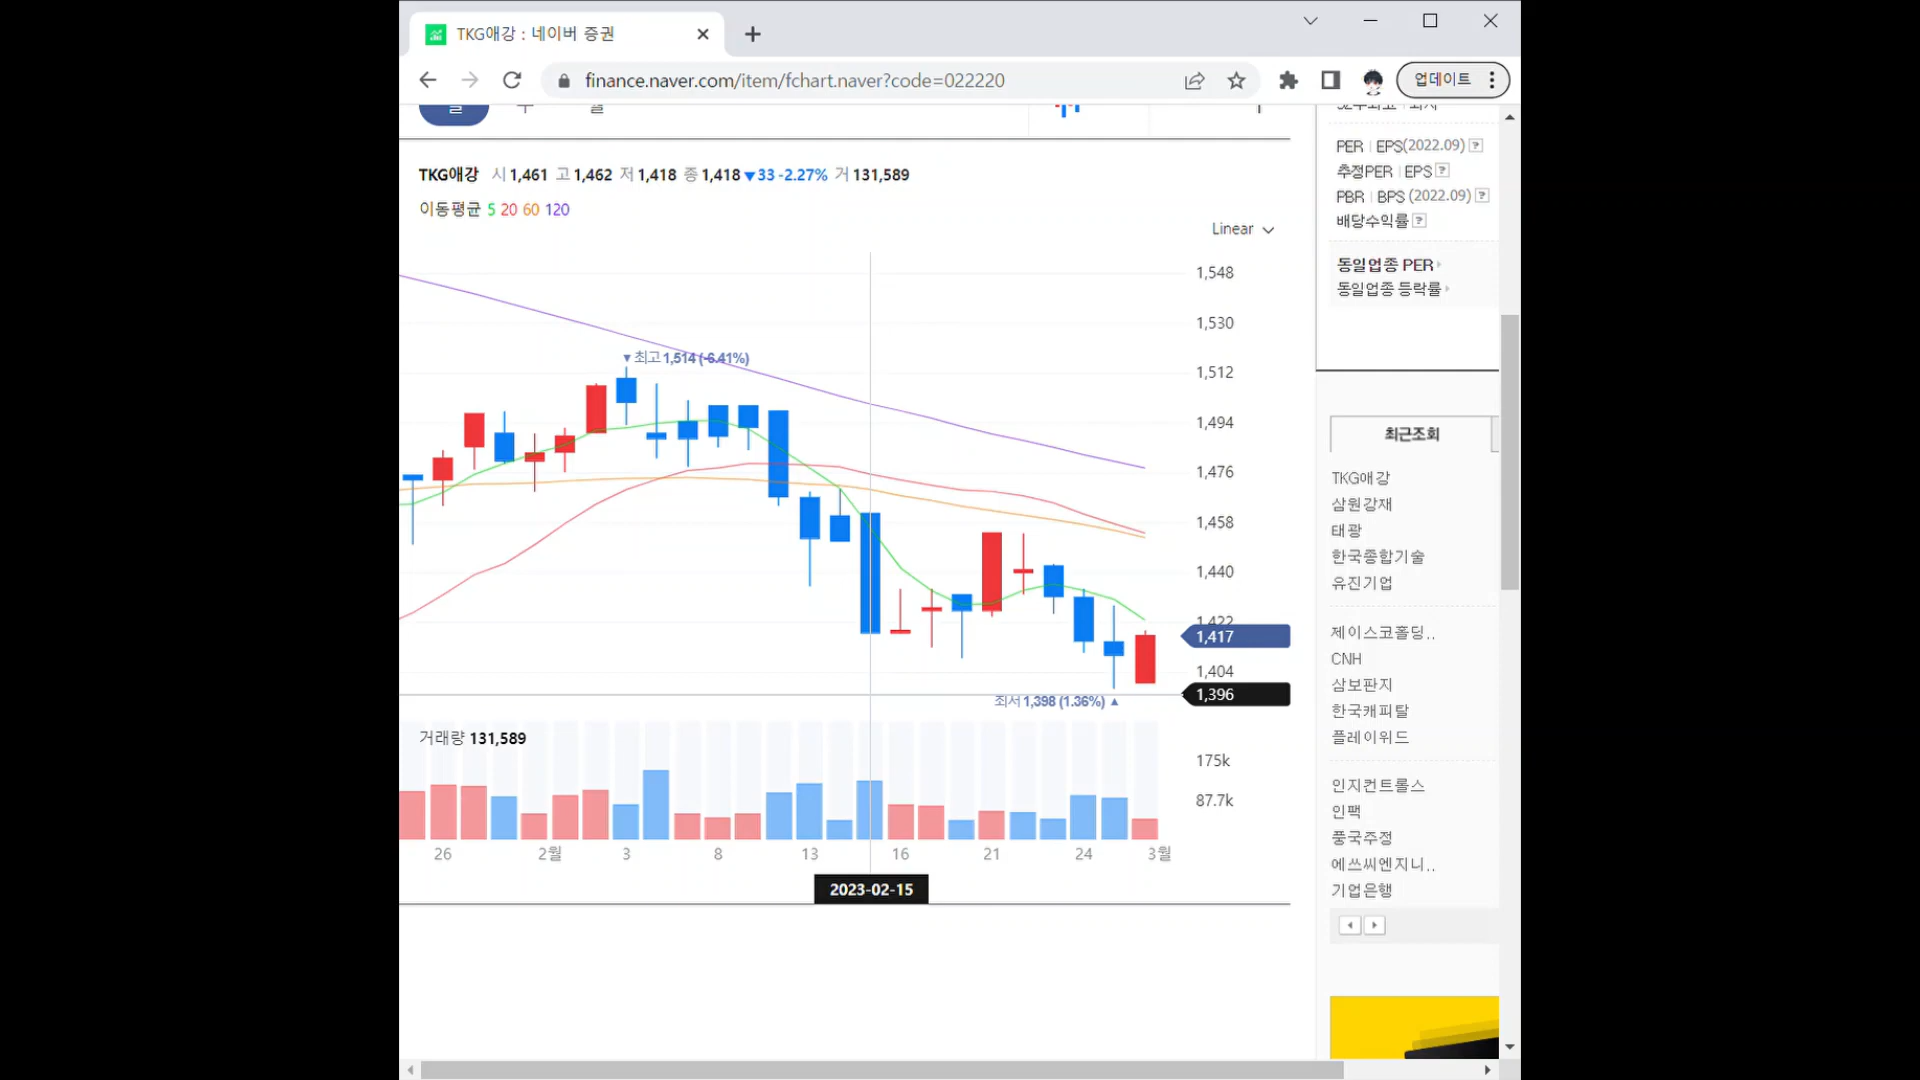 TKG애강 : 네이버 증권
finance.naver.com/item/fchart.naver?code=022220
업데이트
TKG애강 시 1,461 고 1,462 저 1,418 종 1,418 ▼33 -2.27% 거 131,589
이동평균 5 20 60 120
Linear
1,548
1,530
▼ 최고 1,514 (-6.41%)
1,512
1,494
1,476
1,458
1,440
1,422
1,417
1,404
1,396
최저 1,398 (1.36%) ▲
거래량 131,589
175k
87.7k
26 2월 3 8 13 16 21 24 3월
2023-02-15
PER | EPS(2022.09) ?
추정PER | EPS ?
PBR | BPS (2022.09) ?
배당수익률 ?
동일업종 PER
동일업종 등락률
최근조회
TKG애강
삼원강재
태광
한국종합기술
유진기업
제이스코홀딩..
CNH
삼보판지
한국캐피탈
플레이위드
인지컨트롤스
인팩
풍국주정
에쓰씨엔지니..
기업은행